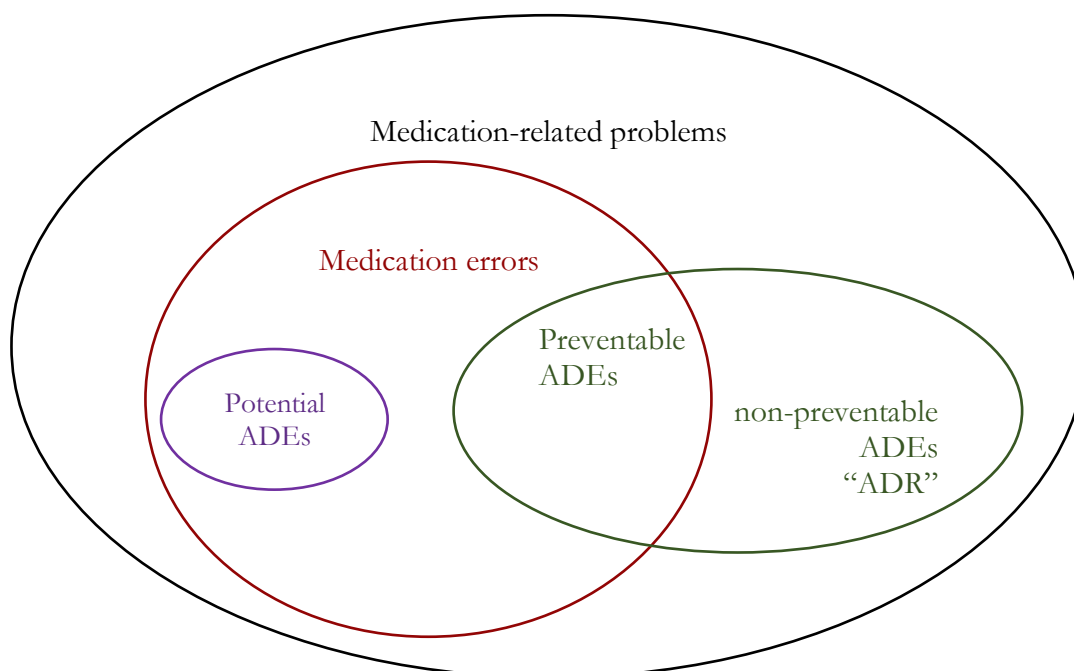 Medication-related problems
Medication errors
Preventable
ADEs
Potential
ADEs
non-preventable
ADEs
“ADR”